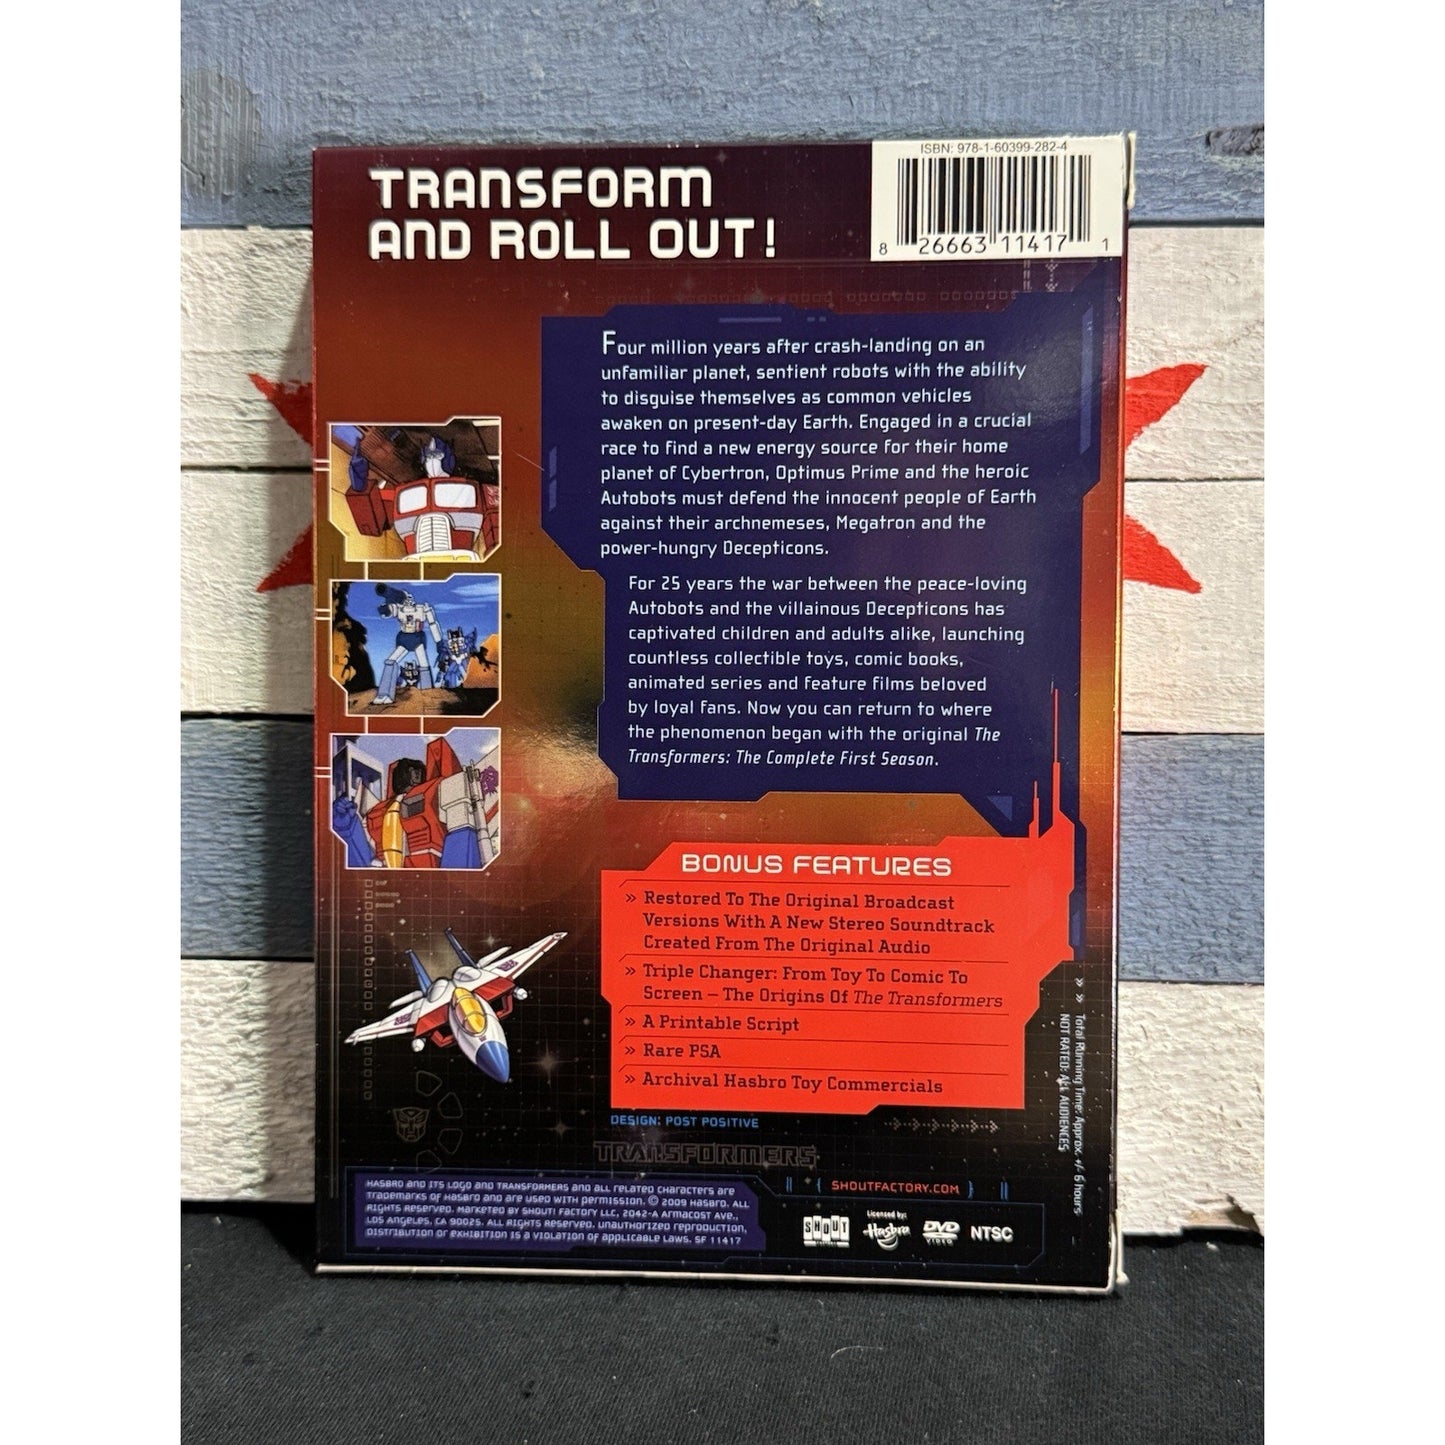 TRANSFORM
AND ROLL OUT!
ISBN: 978-1-60399-282-4
8 26663 11417 1
Four million years after crash-landing on an
unfamiliar planet, sentient robots with the ability
to disguise themselves as common vehicles
awaken on present-day Earth. Engaged in a crucial
race to find a new energy source for their home
planet of Cybertron, Optimus Prime and the heroic
Autobots must defend the innocent people of Earth
against their archnemeses, Megatron and the
power-hungry Decepticons.
For 25 years the war between the peace-loving
Autobots and the villainous Decepticons has
captivated children and adults alike, launching
countless collectible toys, comic books,
animated series and feature films beloved
by loyal fans. Now you can return to where
the phenomenon began with the original The
Transformers: The Complete First Season.
BONUS FEATURES
» Restored To The Original Broadcast
Versions With A New Stereo Soundtrack
Created From The Original Audio
» Triple Changer: From Toy To Comic To
Screen – The Origins Of The Transformers
» A Printable Script
» Rare PSA
» Archival Hasbro Toy Commercials
» Total Running Time: Approx. +/- 6 hours
» NOT RATED: ALL AUDIENCES
DESIGN: POST POSITIVE
TRANSFORMERS
HASBRO AND ITS LOGO AND TRANSFORMERS AND ALL RELATED CHARACTERS ARE
TRADEMARKS OF HASBRO AND ARE USED WITH PERMISSION. © 2009 HASBRO. ALL
RIGHTS RESERVED. MARKETED BY SHOUT! FACTORY LLC, 2042-A ARMACOST AVE.,
LOS ANGELES, CA 90025. ALL RIGHTS RESERVED. UNAUTHORIZED REPRODUCTION,
DISTRIBUTION OR EXHIBITION IS A VIOLATION OF APPLICABLE LAWS. SF 11417
SHOUTFACTORY.COM
SHOUT
FACTORY
Licensed by:
Hasbro
DVD
VIDEO
NTSC